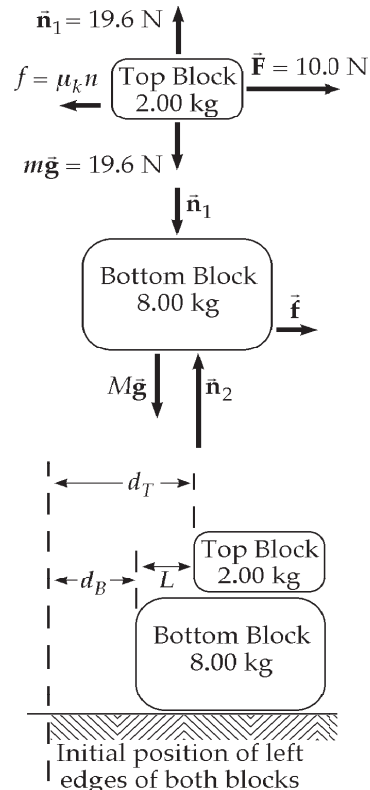 n⃗₁ = 19.6 N
f = μₖn
Top Block
2.00 kg
F⃗ = 10.0 N
mg⃗ = 19.6 N
n⃗₁
Bottom Block
8.00 kg
f⃗
Mg⃗
n⃗₂
d_T
d_B
L
Top Block
2.00 kg
Bottom Block
8.00 kg
Initial position of left
edges of both blocks